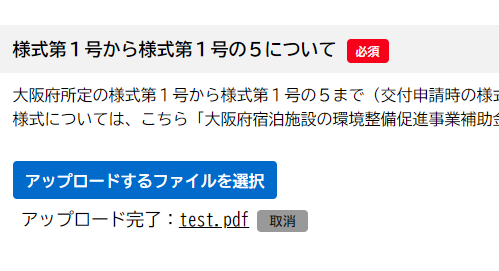 様式第１号から様式第１号の５について 必須
大阪府所定の様式第１号から様式第１号の５まで（交付申請時の様式
様式については、こちら「大阪府宿泊施設の環境整備促進事業補助金
アップロードするファイルを選択
アップロード完了：test.pdf 取消